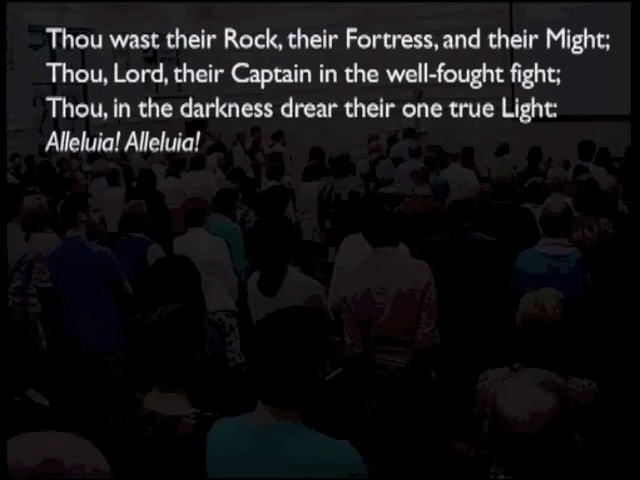 Thou wast their Rock, their Fortress, and their Might;
Thou, Lord, their Captain in the well-fought fight;
Thou, in the darkness drear their one true Light:
Alleluia! Alleluia!